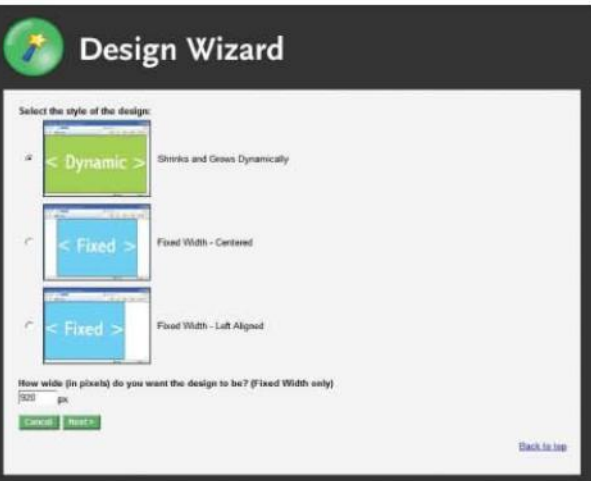 Design Wizard
Select the style of the design:
< Dynamic >
Shrinks and Grows Dynamically
< Fixed >
Fixed Width - Centered
< Fixed >
Fixed Width - Left Aligned
How wide (in pixels) do you want the design to be? (Fixed Width only)
920 px
Cancel Next >
Back to top